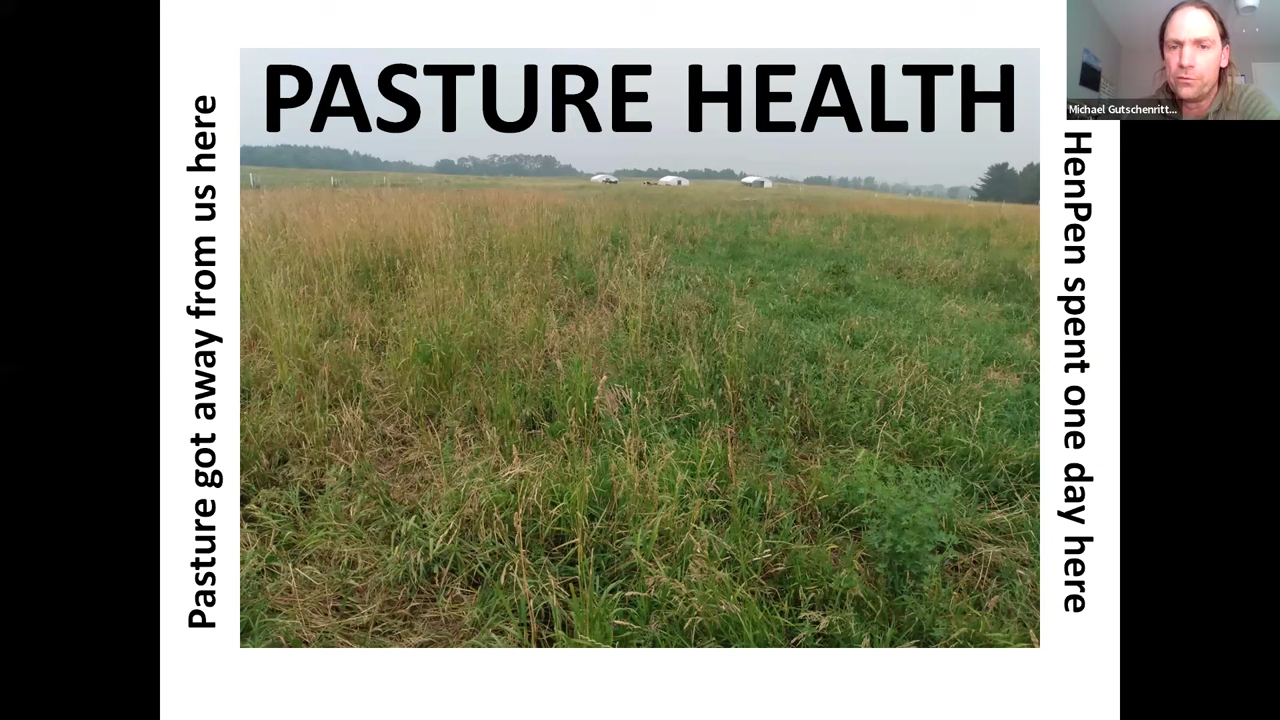 PASTURE HEALTH
Michael Gutschenritt...
Pasture got away from us here
HenPen spent one day here